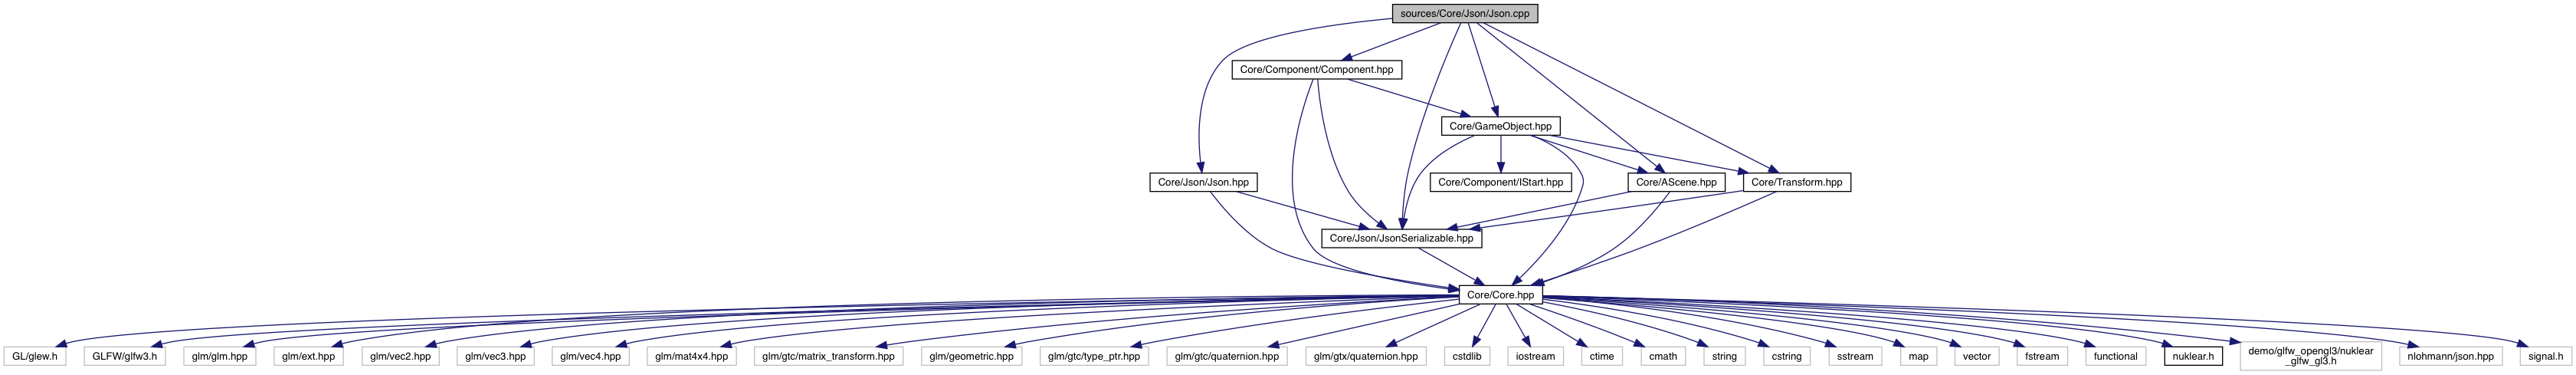 sources/Core/Json/Json.cpp
Core/Component/Component.hpp
Core/GameObject.hpp
Core/Json/Json.hpp
Core/Component/IStart.hpp
Core/AScene.hpp
Core/Transform.hpp
Core/Json/JsonSerializable.hpp
Core/Core.hpp
GL/glew.h
GLFW/glfw3.h
glm/glm.hpp
glm/ext.hpp
glm/vec2.hpp
glm/vec3.hpp
glm/vec4.hpp
glm/mat4x4.hpp
glm/gtc/matrix_transform.hpp
glm/geometric.hpp
glm/gtc/type_ptr.hpp
glm/gtc/quaternion.hpp
glm/gtx/quaternion.hpp
cstdlib
iostream
ctime
cmath
string
cstring
sstream
map
vector
fstream
functional
nuklear.h
demo/glfw_opengl3/nuklear
_glfw_gl3.h
nlohmann/json.hpp
signal.h